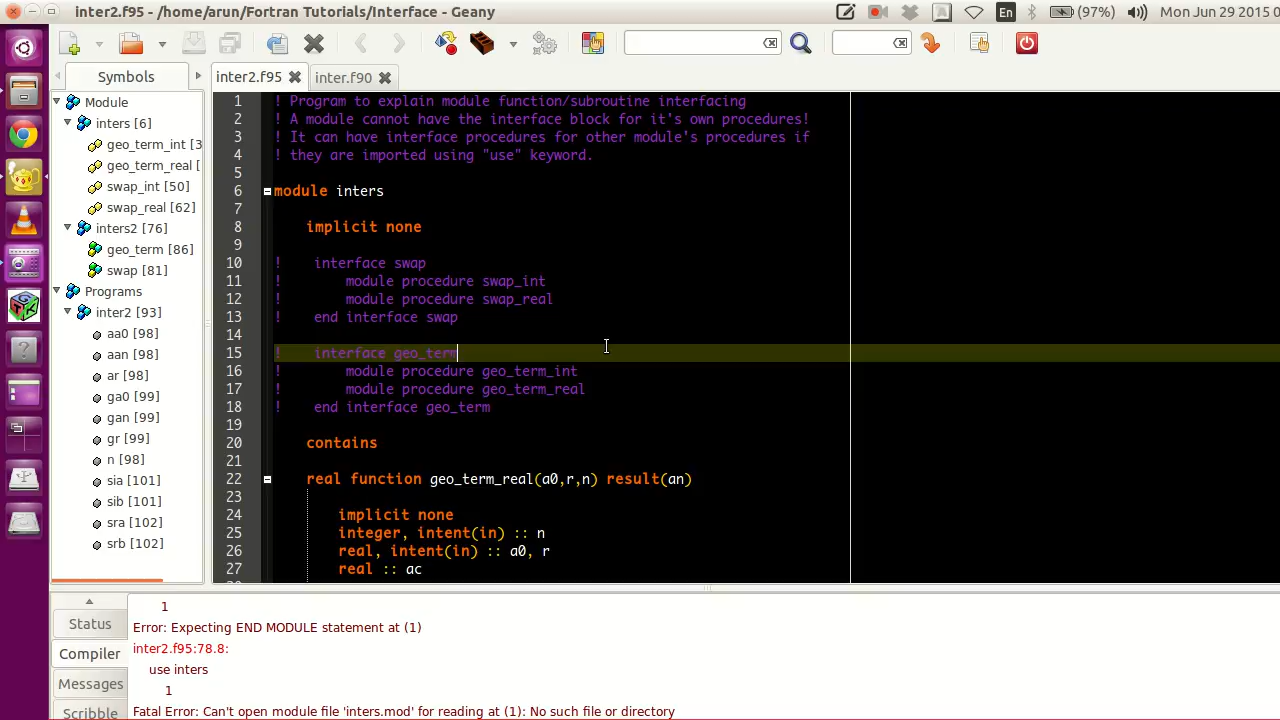 inter2.f95 - /home/arun/Fortran Tutorials/Interface - Geany
En
(97%)
Mon Jun 29 2015 0
Symbols
inter2.f95
inter.f90
Module
inters [6]
geo_term_int [3
geo_term_real [
swap_int [50]
swap_real [62]
inters2 [76]
geo_term [86]
swap [81]
Programs
inter2 [93]
aa0 [98]
aan [98]
ar [98]
ga0 [99]
gan [99]
gr [99]
n [98]
sia [101]
sib [101]
sra [102]
srb [102]
1 ! Program to explain module function/subroutine interfacing
2 ! A module cannot have the interface block for it's own procedures!
3 ! It can have interface procedures for other module's procedures if
4 ! they are imported using "use" keyword.
5
6 module inters
7
8 implicit none
9
10 ! interface swap
11 ! module procedure swap_int
12 ! module procedure swap_real
13 ! end interface swap
14
15 ! interface geo_term
16 ! module procedure geo_term_int
17 ! module procedure geo_term_real
18 ! end interface geo_term
19
20 contains
21
22 real function geo_term_real(a0,r,n) result(an)
23
24 implicit none
25 integer, intent(in) :: n
26 real, intent(in) :: a0, r
27 real :: ac
Status
Compiler
Messages
Scribble
1
Error: Expecting END MODULE statement at (1)
inter2.f95:78.8:
use inters
1
Fatal Error: Can't open module file 'inters.mod' for reading at (1): No such file or directory